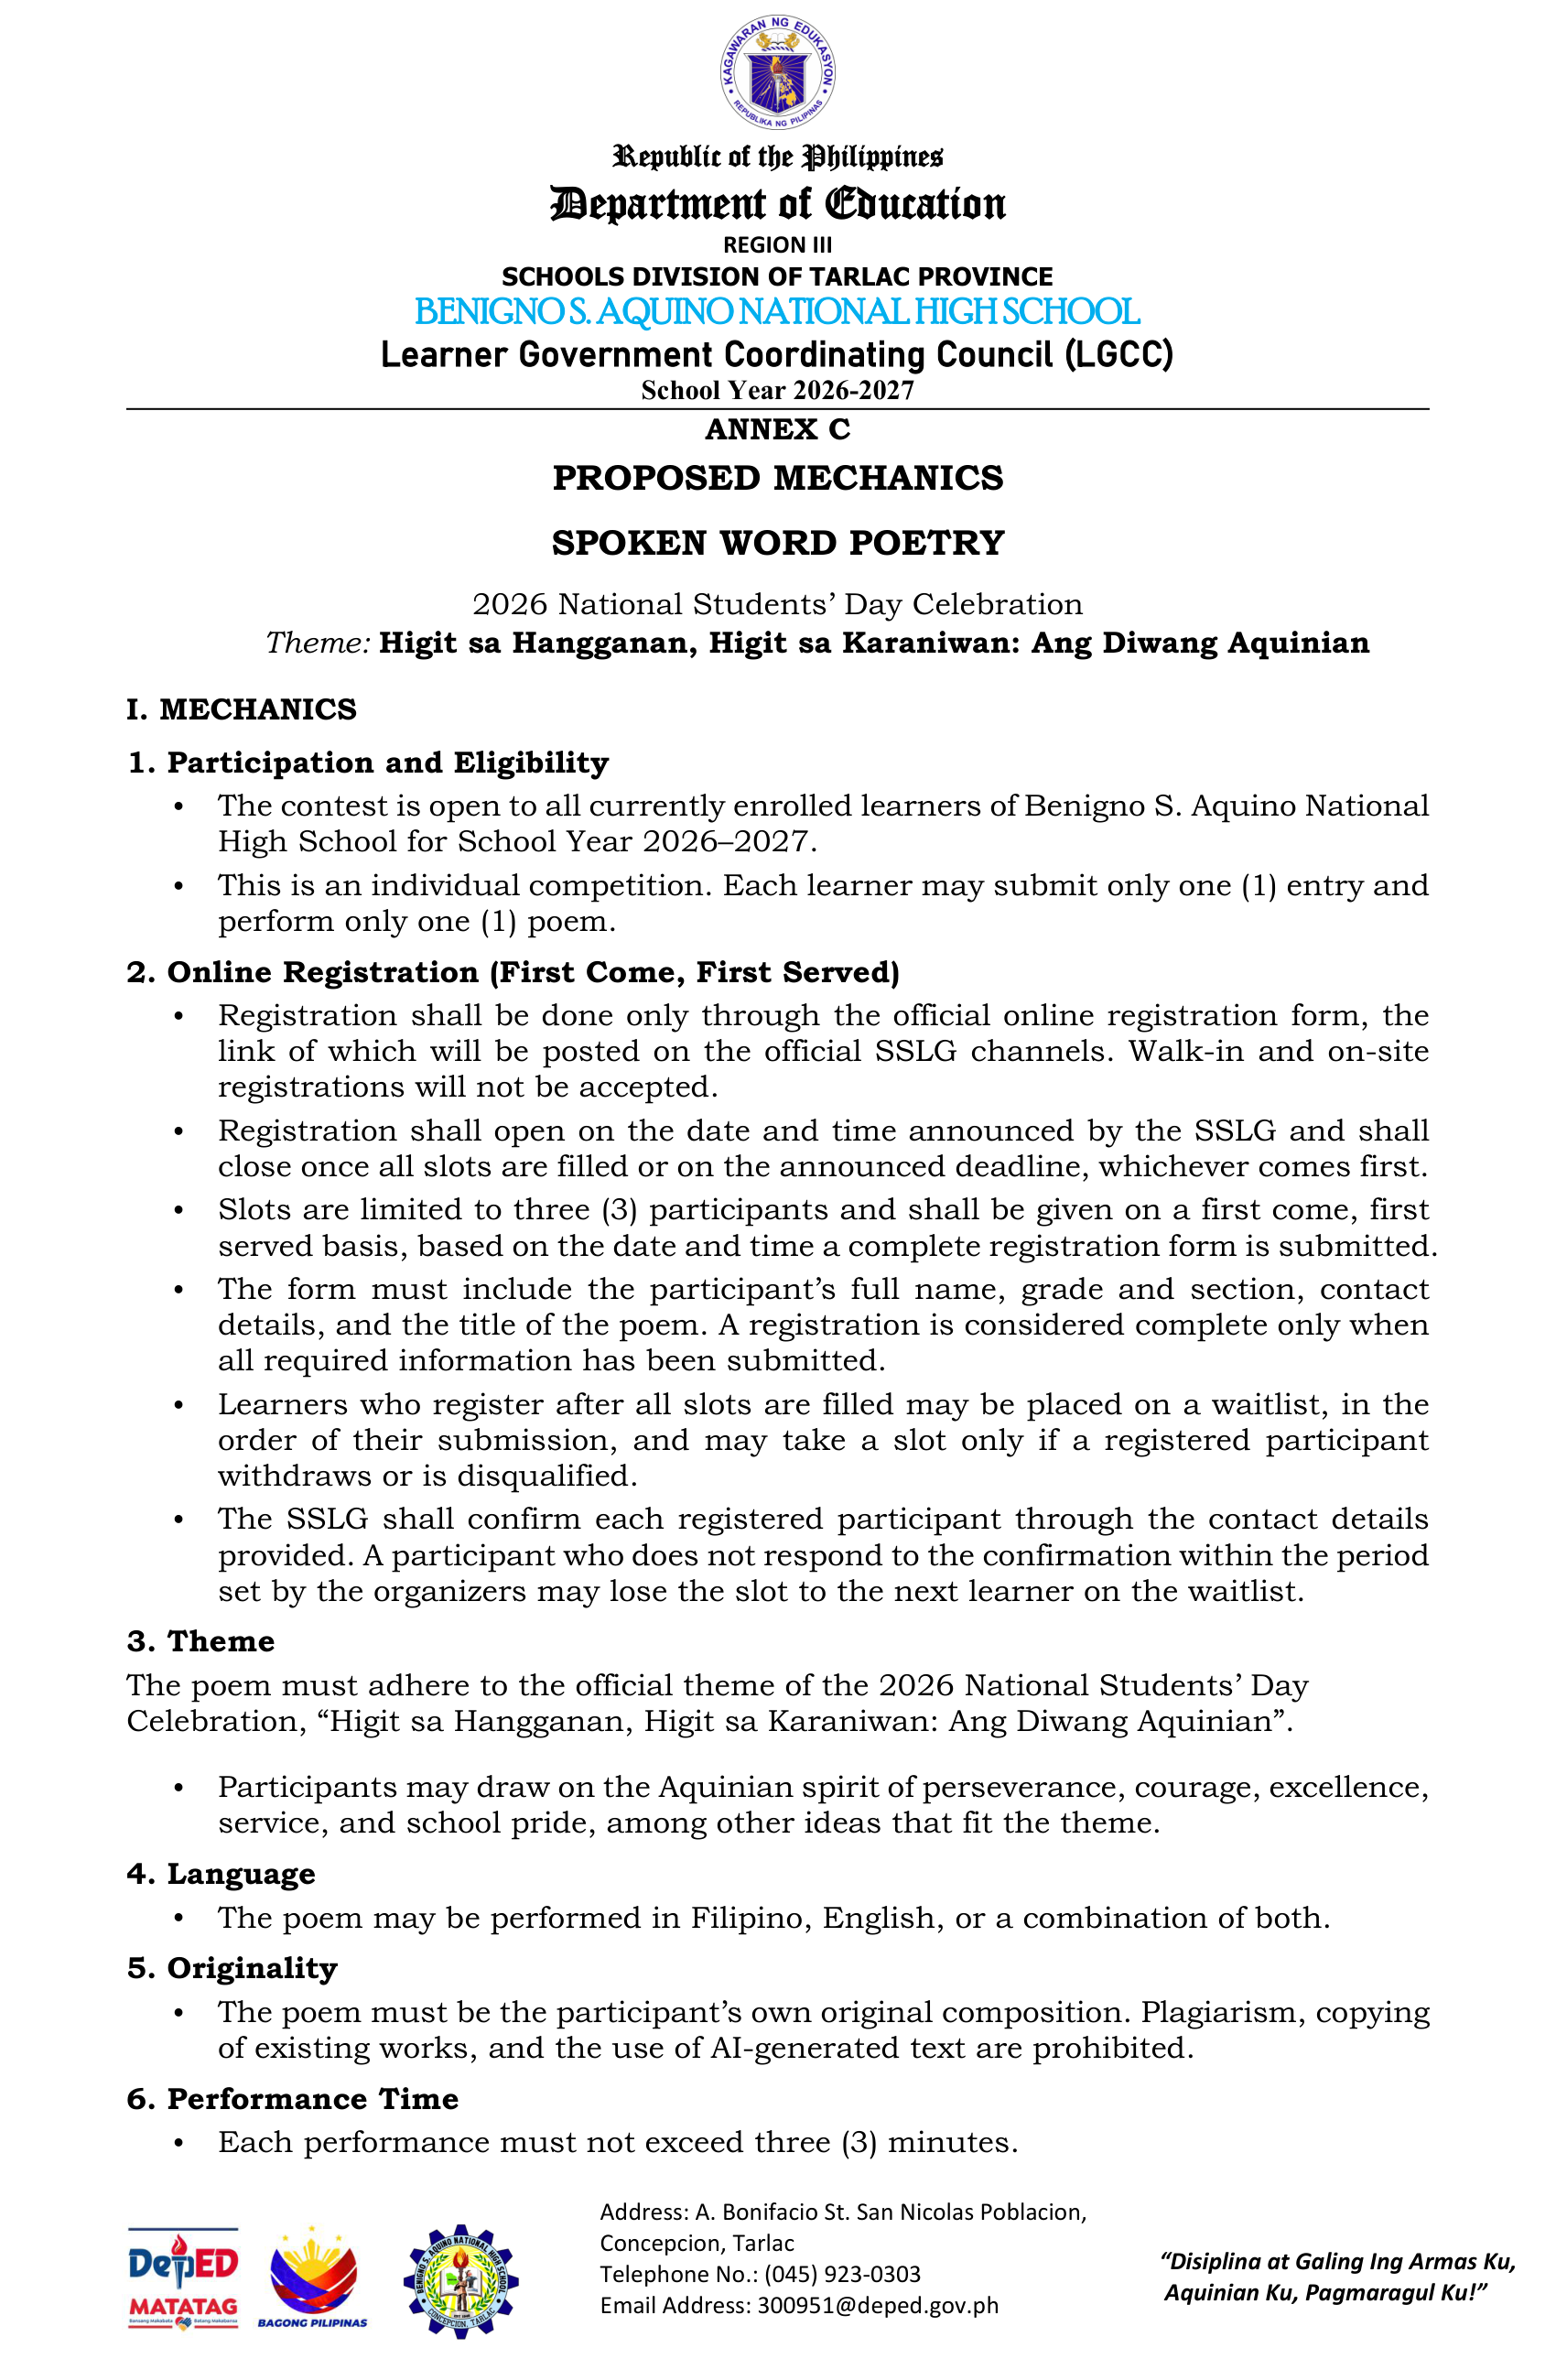 KAGAWARAN NG EDUKASYON
REPUBLIKA NG PILIPINAS
Republic of the Philippines
Department of Education
REGION III
SCHOOLS DIVISION OF TARLAC PROVINCE
BENIGNO S. AQUINO NATIONAL HIGH SCHOOL
Learner Government Coordinating Council (LGCC)
School Year 2026-2027
ANNEX C
PROPOSED MECHANICS
SPOKEN WORD POETRY
2026 National Students’ Day Celebration
Theme: Higit sa Hangganan, Higit sa Karaniwan: Ang Diwang Aquinian
I. MECHANICS
1. Participation and Eligibility
• The contest is open to all currently enrolled learners of Benigno S. Aquino National
High School for School Year 2026–2027.
• This is an individual competition. Each learner may submit only one (1) entry and
perform only one (1) poem.
2. Online Registration (First Come, First Served)
• Registration shall be done only through the official online registration form, the
link of which will be posted on the official SSLG channels. Walk-in and on-site
registrations will not be accepted.
• Registration shall open on the date and time announced by the SSLG and shall
close once all slots are filled or on the announced deadline, whichever comes first.
• Slots are limited to three (3) participants and shall be given on a first come, first
served basis, based on the date and time a complete registration form is submitted.
• The form must include the participant’s full name, grade and section, contact
details, and the title of the poem. A registration is considered complete only when
all required information has been submitted.
• Learners who register after all slots are filled may be placed on a waitlist, in the
order of their submission, and may take a slot only if a registered participant
withdraws or is disqualified.
• The SSLG shall confirm each registered participant through the contact details
provided. A participant who does not respond to the confirmation within the period
set by the organizers may lose the slot to the next learner on the waitlist.
3. Theme
The poem must adhere to the official theme of the 2026 National Students’ Day
Celebration, “Higit sa Hangganan, Higit sa Karaniwan: Ang Diwang Aquinian”.
• Participants may draw on the Aquinian spirit of perseverance, courage, excellence,
service, and school pride, among other ideas that fit the theme.
4. Language
• The poem may be performed in Filipino, English, or a combination of both.
5. Originality
• The poem must be the participant’s own original composition. Plagiarism, copying
of existing works, and the use of AI-generated text are prohibited.
6. Performance Time
• Each performance must not exceed three (3) minutes.
DepED
MATATAG
BAGONG PILIPINAS
BENIGNO S. AQUINO NATIONAL HIGH SCHOOL
CONCEPCION, TARLAC
Address: A. Bonifacio St. San Nicolas Poblacion,
Concepcion, Tarlac
Telephone No.: (045) 923-0303
Email Address: 300951@deped.gov.ph
“Disiplina at Galing Ing Armas Ku,
Aquinian Ku, Pagmaragul Ku!”